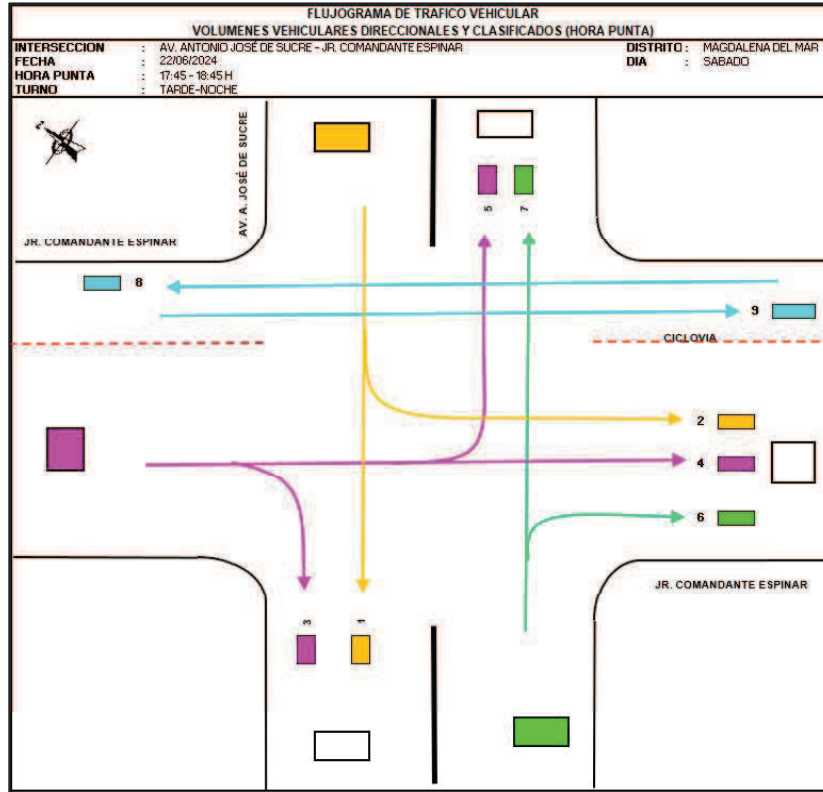 FLUJOGRAMA DE TRAFICO VEHICULAR
VOLUMENES VEHICULARES DIRECCIONALES Y CLASIFICADOS (HORA PUNTA)
INTERSECCION : AV. ANTONIO JOSÉ DE SUCRE - JR. COMANDANTE ESPINAR DISTRITO : MAGDALENA DEL MAR
FECHA : 22/06/2024 DIA : SABADO
HORA PUNTA : 17:45 - 18:45 H
TURNO : TARDE-NOCHE
AV. A. JOSÉ DE SUCRE
5 7
JR. COMANDANTE ESPINAR
8
9
CICLOVIA
2
4
6
JR. COMANDANTE ESPINAR
3 1